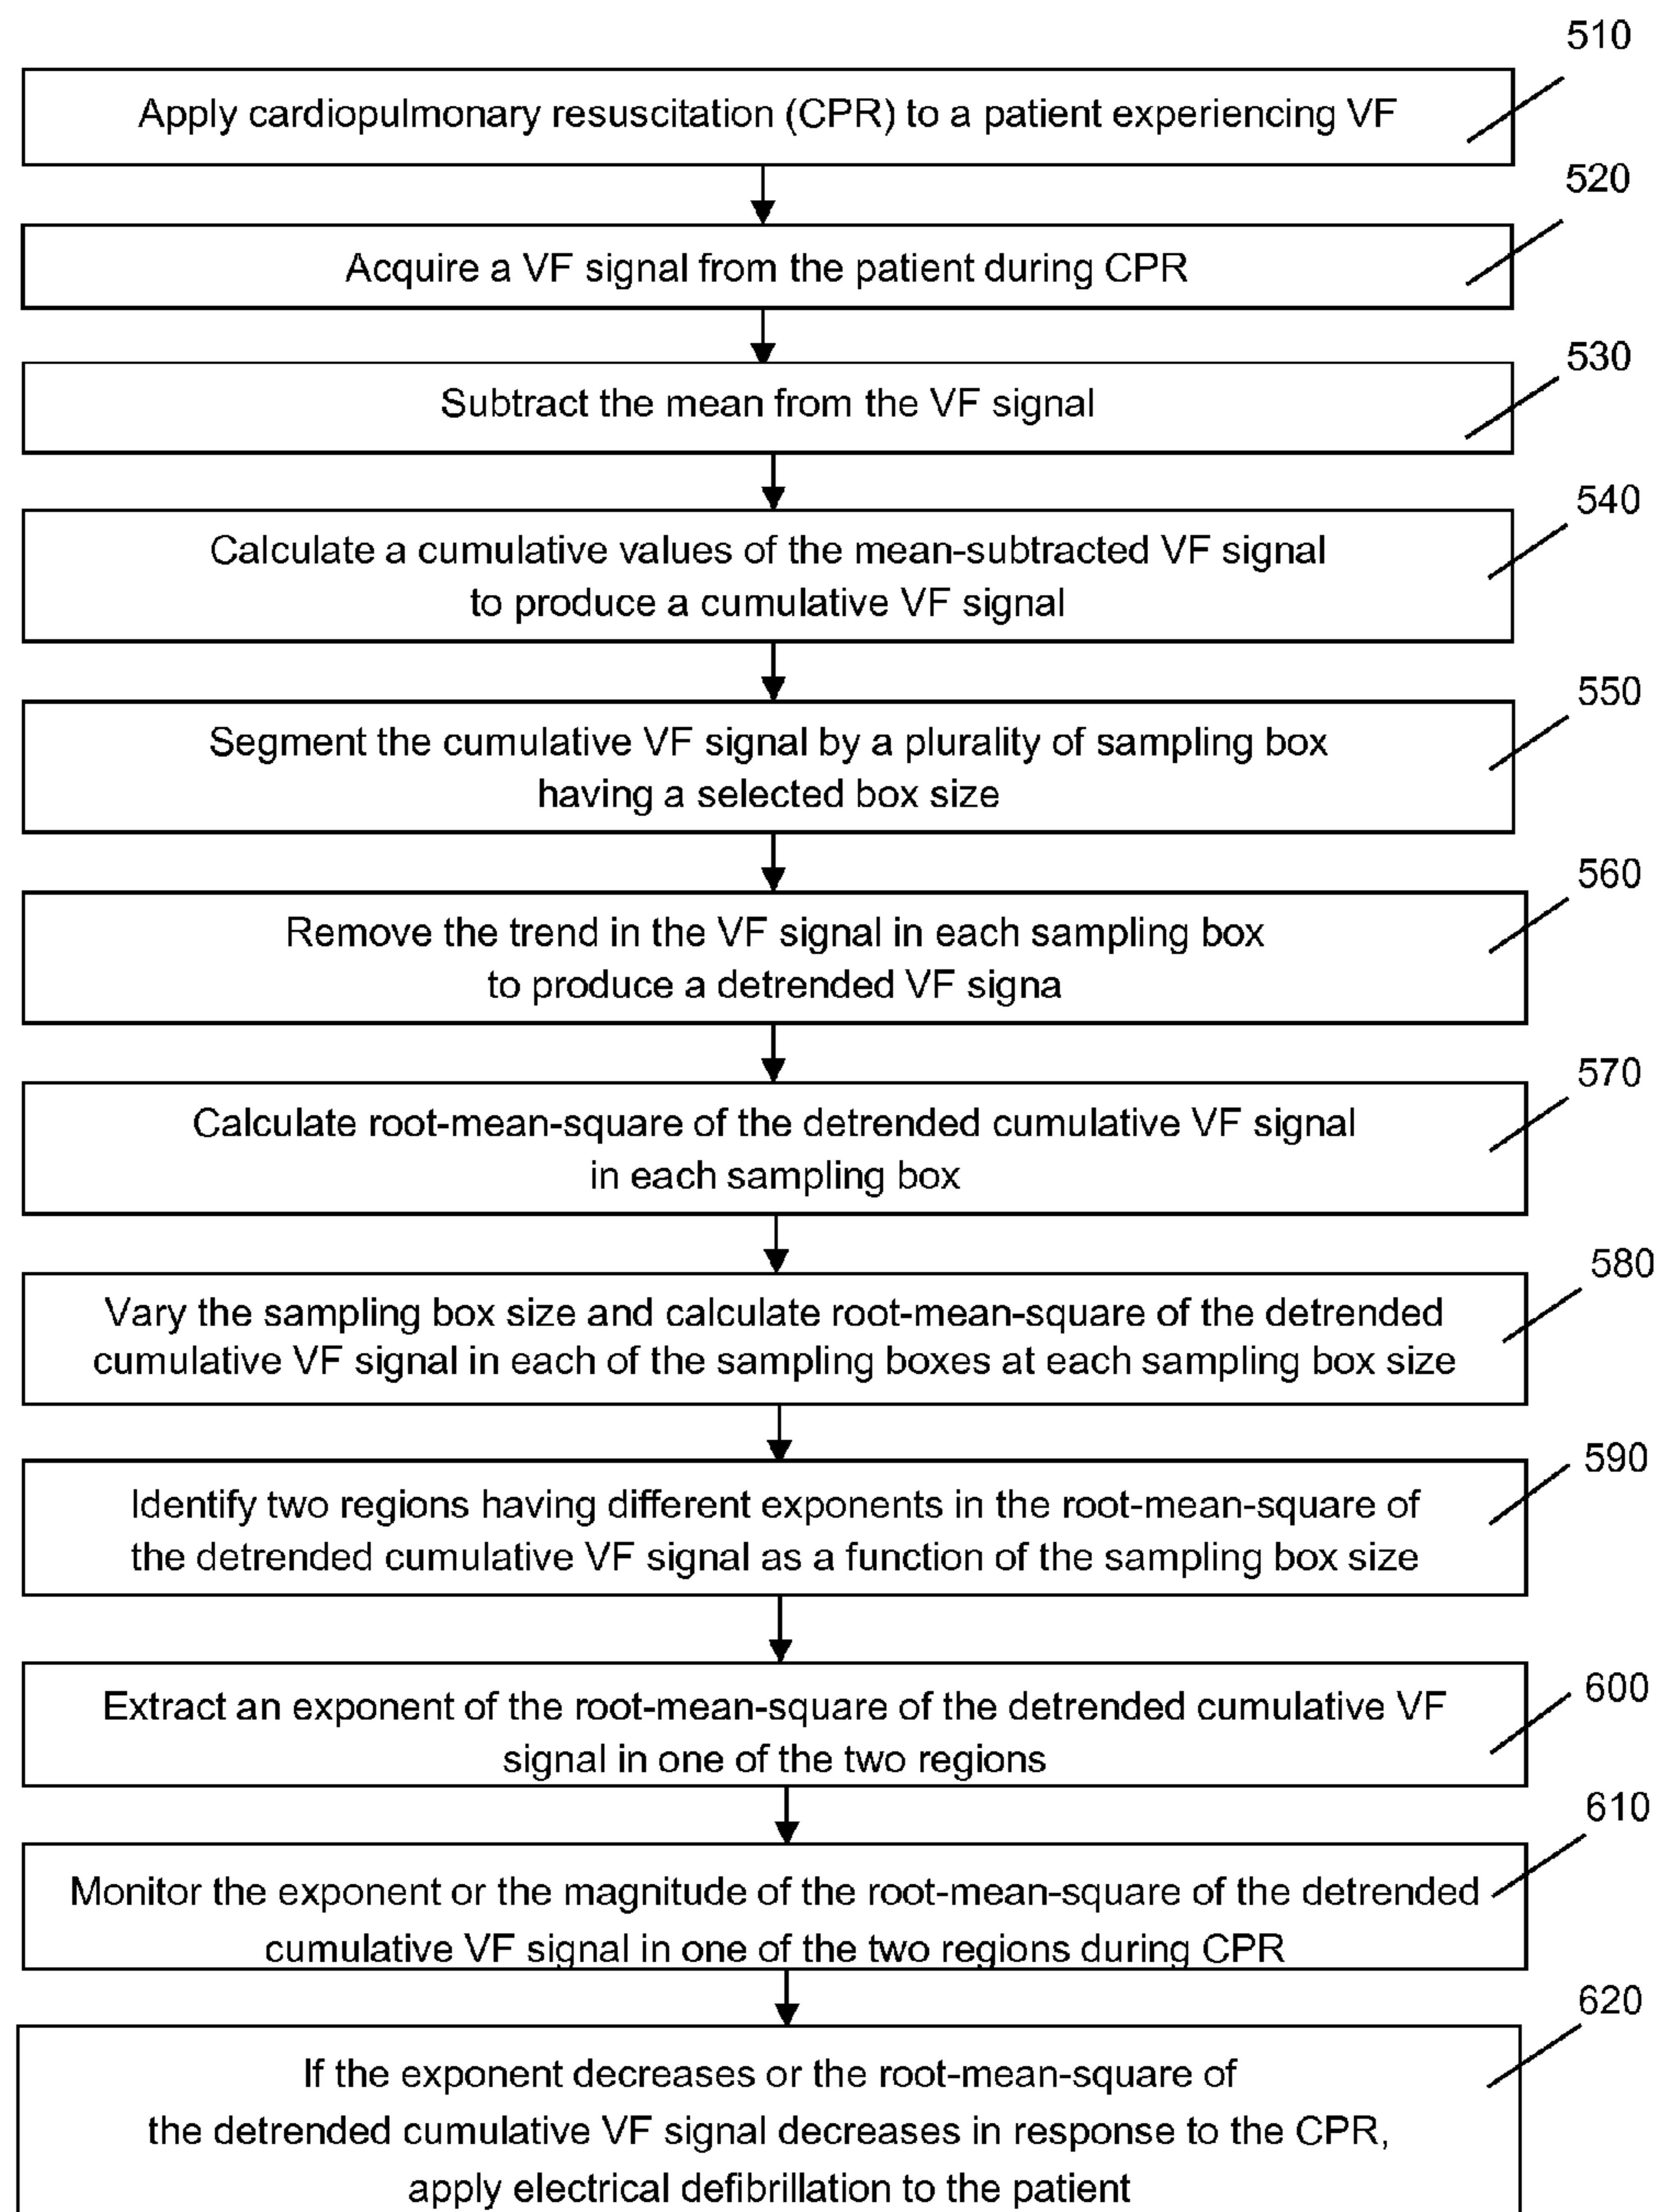 510
Apply cardiopulmonary resuscitation (CPR) to a patient experiencing VF
520
Acquire a VF signal from the patient during CPR
530
Subtract the mean from the VF signal
540
Calculate a cumulative values of the mean-subtracted VF signal
to produce a cumulative VF signal
550
Segment the cumulative VF signal by a plurality of sampling box
having a selected box size
560
Remove the trend in the VF signal in each sampling box
to produce a detrended VF signa
570
Calculate root-mean-square of the detrended cumulative VF signal
in each sampling box
580
Vary the sampling box size and calculate root-mean-square of the detrended
cumulative VF signal in each of the sampling boxes at each sampling box size
590
Identify two regions having different exponents in the root-mean-square of
the detrended cumulative VF signal as a function of the sampling box size
600
Extract an exponent of the root-mean-square of the detrended cumulative VF
signal in one of the two regions
610
Monitor the exponent or the magnitude of the root-mean-square of the detrended
cumulative VF signal in one of the two regions during CPR
620
If the exponent decreases or the root-mean-square of
the detrended cumulative VF signal decreases in response to the CPR,
apply electrical defibrillation to the patient